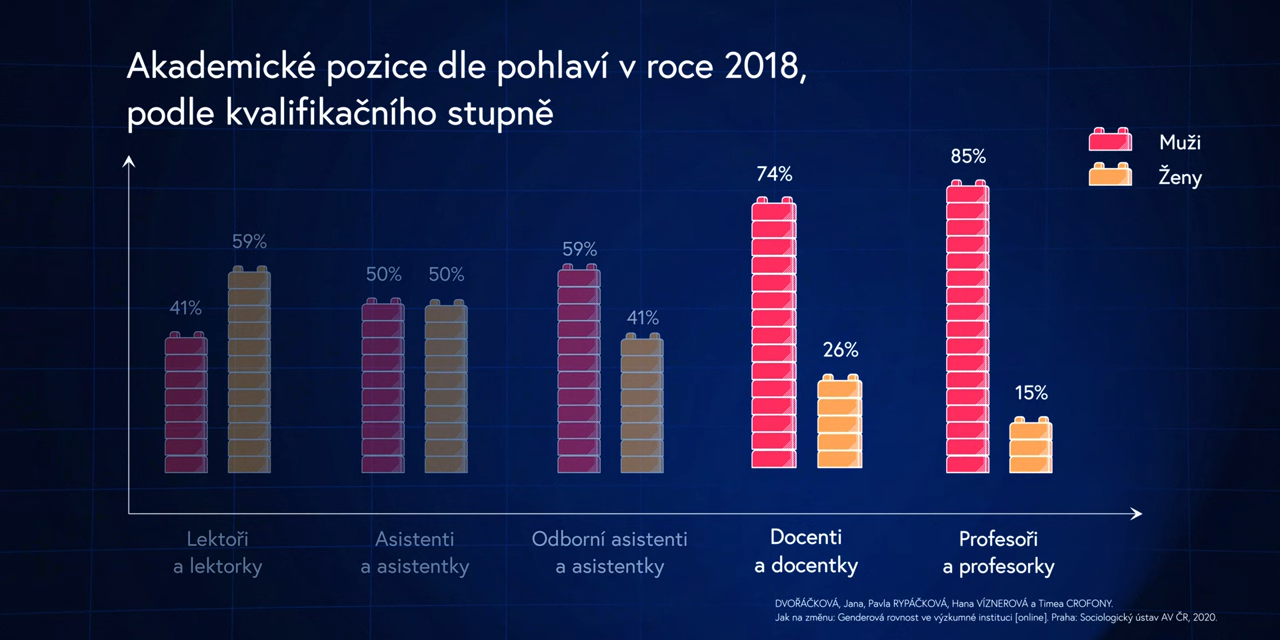 Akademické pozice dle pohlaví v roce 2018,
podle kvalifikačního stupně
Muži
Ženy
41%
59%
50%
50%
59%
41%
74%
26%
85%
15%
Lektoři
a lektorky
Asistenti
a asistentky
Odborní asistenti
a asistentky
Docenti
a docentky
Profesoři
a profesorky
DVOŘÁČKOVÁ, Jana, Pavla RYPÁČKOVÁ, Hana VÍZNEROVÁ a Timea CROFONY.
Jak na změnu: Genderová rovnost ve výzkumné instituci [online]. Praha: Sociologický ústav AV ČR, 2020.